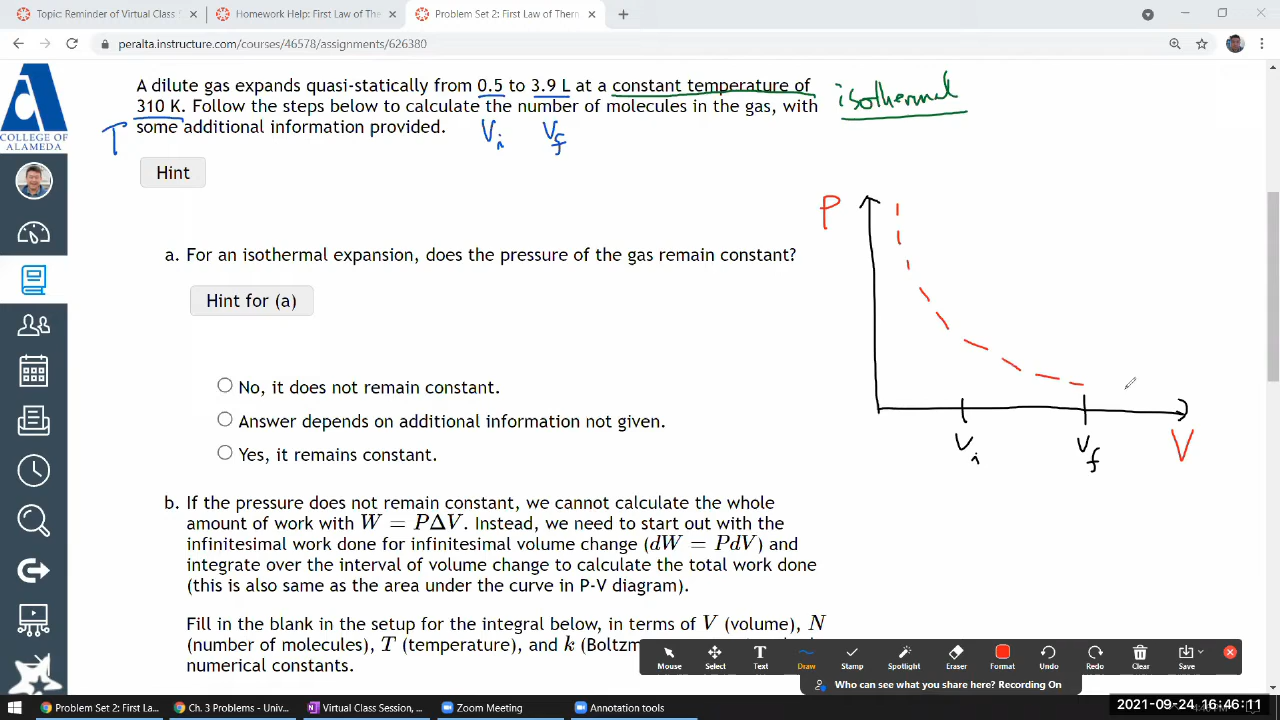 Topic: Reminder of Virtual Class
Homework Help: First Law of The
Problem Set 2: First Law of Therm
peralta.instructure.com/courses/46578/assignments/626380
COLLEGE OF
ALAMEDA
A dilute gas expands quasi-statically from 0.5 to 3.9 L at a constant temperature of
310 K. Follow the steps below to calculate the number of molecules in the gas, with
some additional information provided.
isothermal
T
Vi
Vf
Hint
a. For an isothermal expansion, does the pressure of the gas remain constant?
Hint for (a)
No, it does not remain constant.
Answer depends on additional information not given.
Yes, it remains constant.
P
Vi
Vf
V
b. If the pressure does not remain constant, we cannot calculate the whole
amount of work with W = PΔV. Instead, we need to start out with the
infinitesimal work done for infinitesimal volume change (dW = PdV) and
integrate over the interval of volume change to calculate the total work done
(this is also same as the area under the curve in P-V diagram).
Fill in the blank in the setup for the integral below, in terms of V (volume), N
(number of molecules), T (temperature), and k (Boltzm
numerical constants.
Mouse
Select
Text
Draw
Stamp
Spotlight
Eraser
Format
Undo
Redo
Clear
Save
Who can see what you share here? Recording On
Problem Set 2: First La...
Ch. 3 Problems - Univ...
Virtual Class Session, ...
Zoom Meeting
Annotation tools
2021-09-24 16:46:11